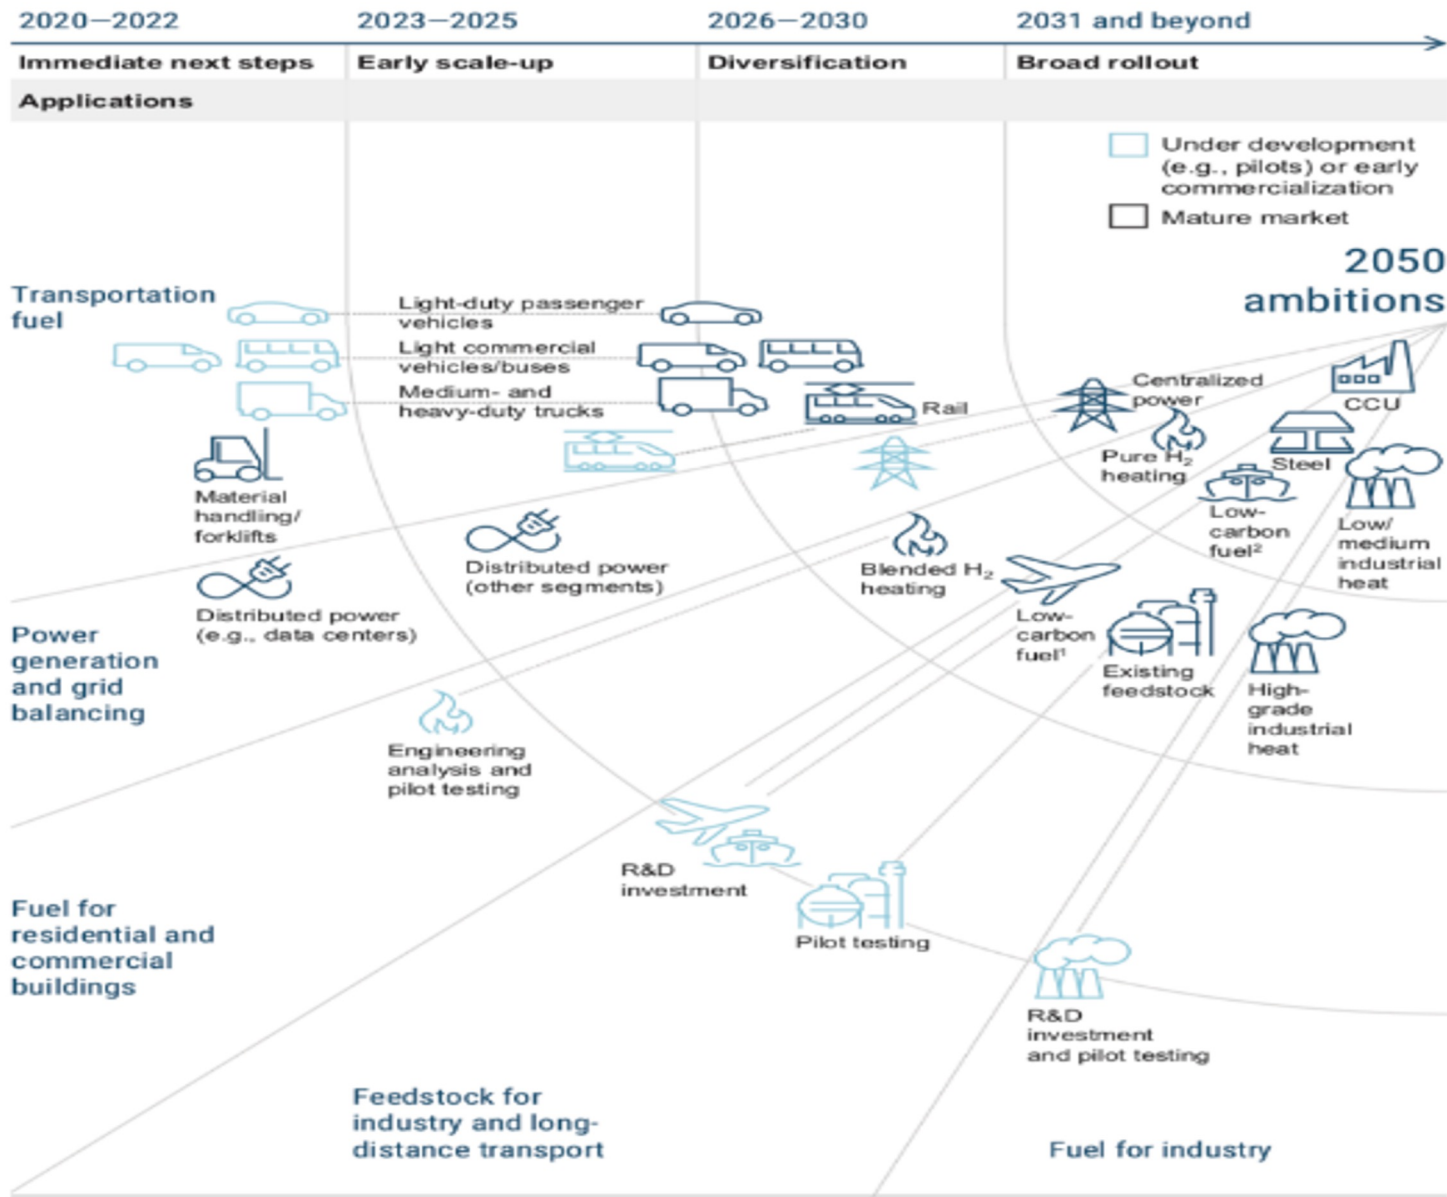 2020—2022
2023—2025
2026—2030
2031 and beyond
Immediate next steps
Early scale-up
Diversification
Broad rollout
Applications
Under development
(e.g., pilots) or early
commercialization
Mature market
2050
ambitions
Transportation
fuel
Light-duty passenger
vehicles
Light commercial
vehicles/buses
Medium- and
heavy-duty trucks
Rail
Centralized
power
CCU
Pure H₂
heating
Steel
Material
handling/
forklifts
Low-
carbon
fuel²
Low/
medium
industrial
heat
Distributed power
(other segments)
Blended H₂
heating
Distributed power
(e.g., data centers)
Low-
carbon
fuel¹
Power
generation
and grid
balancing
Existing
feedstock
High-
grade
industrial
heat
Engineering
analysis and
pilot testing
R&D
investment
Pilot testing
Fuel for
residential and
commercial
buildings
R&D
investment
and pilot testing
Feedstock for
industry and long-
distance transport
Fuel for industry